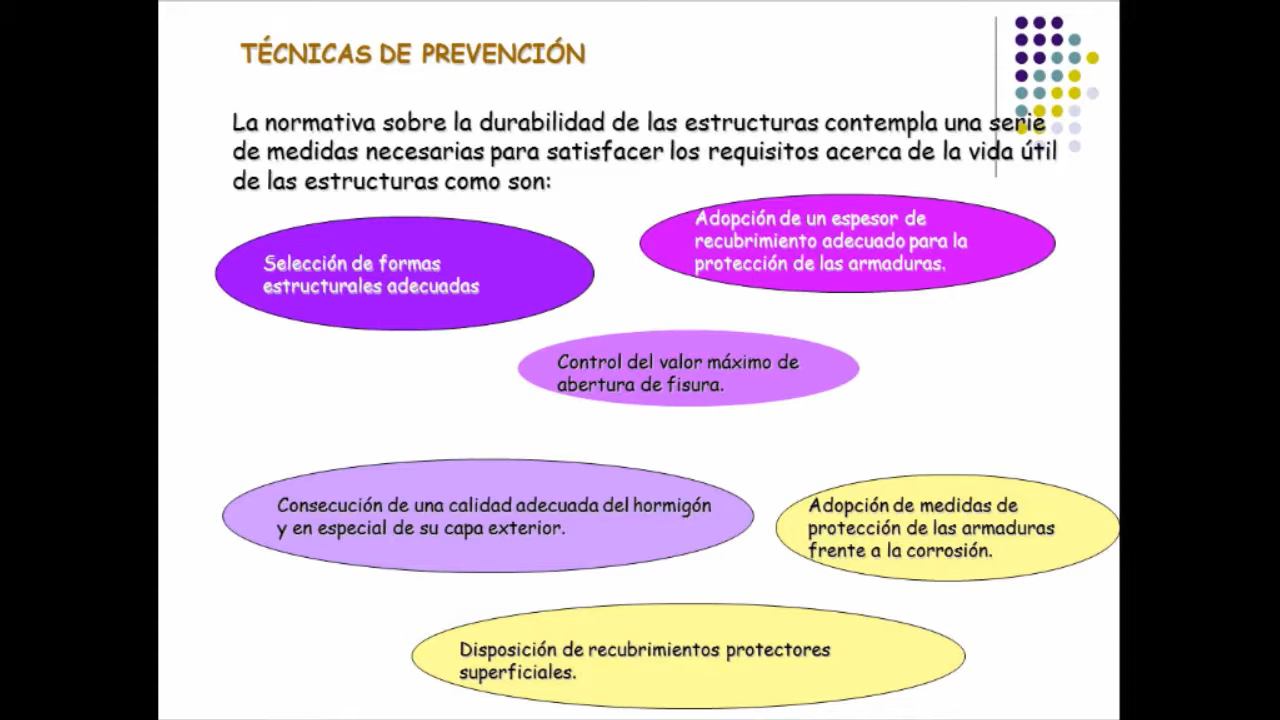 TÉCNICAS DE PREVENCIÓN
La normativa sobre la durabilidad de las estructuras contempla una serie
de medidas necesarias para satisfacer los requisitos acerca de la vida útil
de las estructuras como son:
Adopción de un espesor de
recubrimiento adecuado para la
protección de las armaduras.
Selección de formas
estructurales adecuadas
Control del valor máximo de
abertura de fisura.
Consecución de una calidad adecuada del hormigón
y en especial de su capa exterior.
Adopción de medidas de
protección de las armaduras
frente a la corrosión.
Disposición de recubrimientos protectores
superficiales.